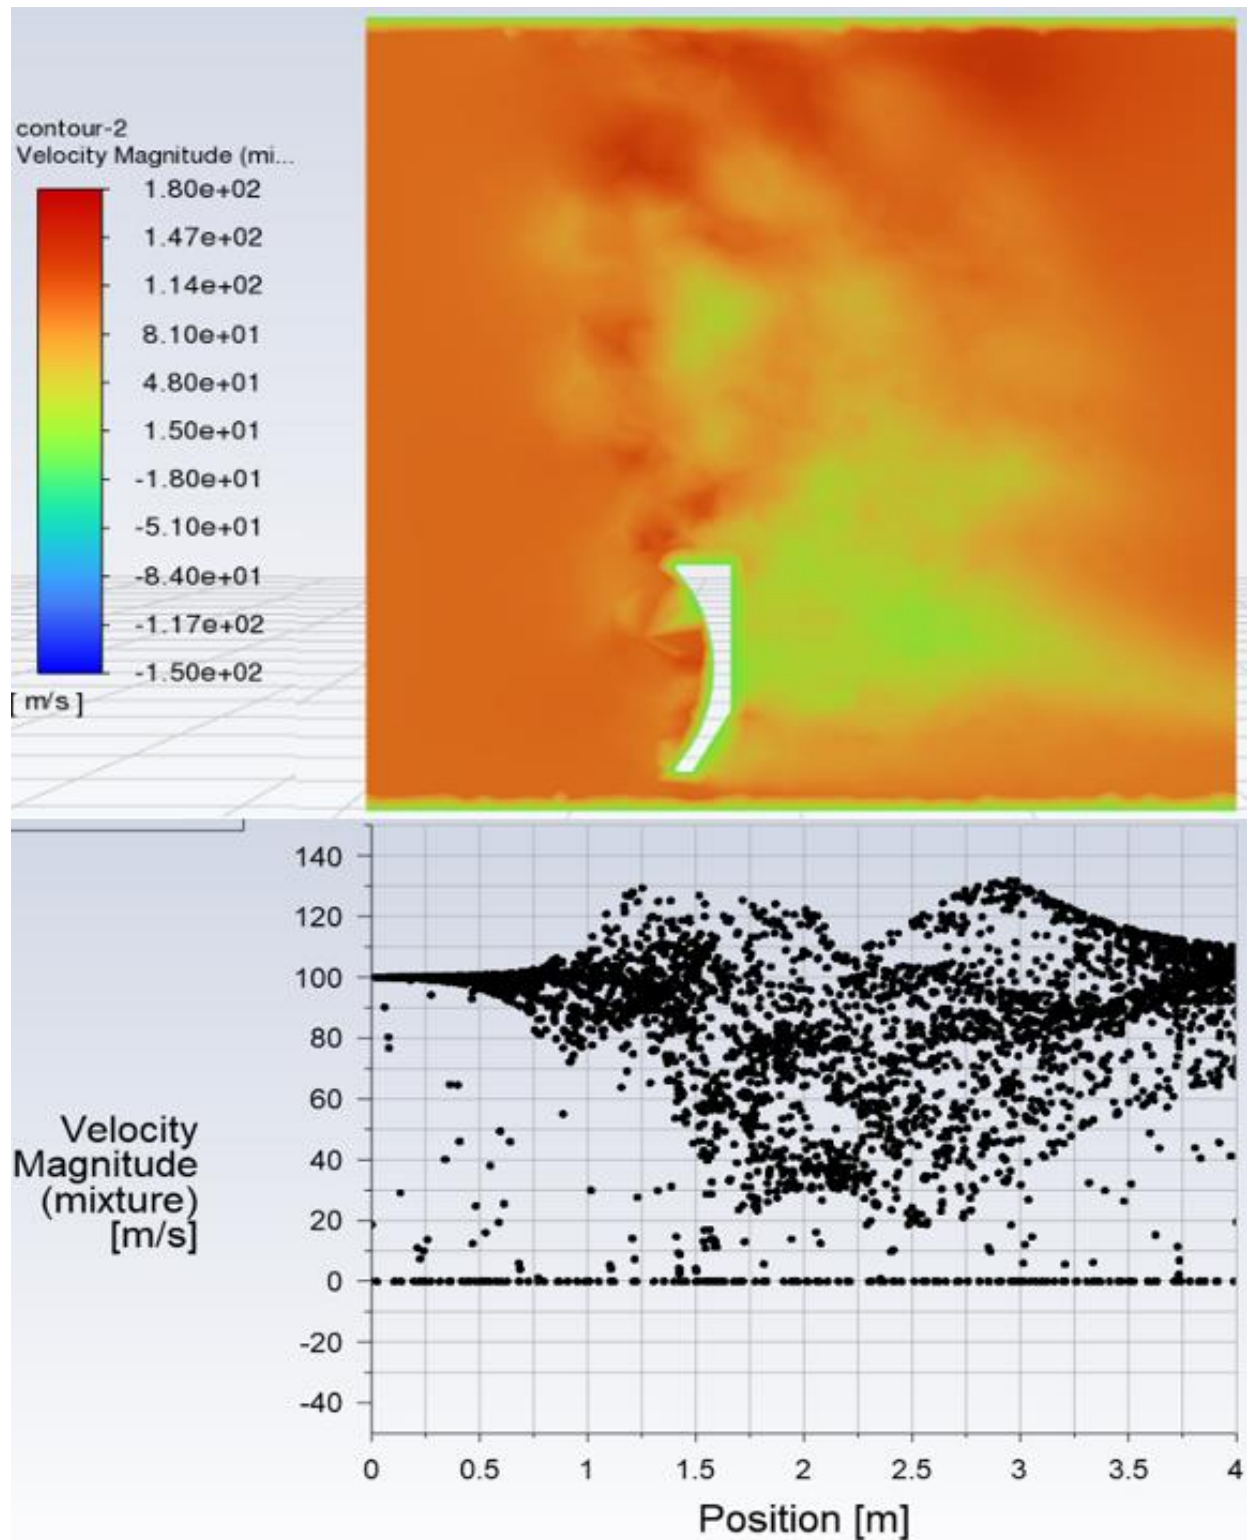 contour-2
Velocity Magnitude (mi...
1.80e+02
1.47e+02
1.14e+02
8.10e+01
4.80e+01
1.50e+01
-1.80e+01
-5.10e+01
-8.40e+01
-1.17e+02
-1.50e+02
[ m/s ]
140
120
100
80
60
40
20
0
-20
-40
Velocity
Magnitude
(mixture)
[m/s]
0 0.5 1 1.5 2 2.5 3 3.5 4
Position [m]